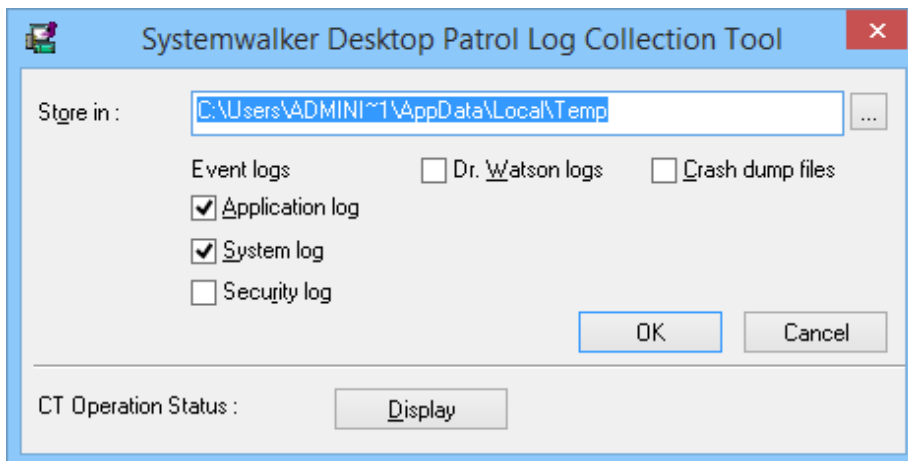 Systemwalker Desktop Patrol Log Collection Tool
Store in : C:\Users\ADMINI~1\AppData\Local\Temp ...
Event logs Dr. Watson logs Crash dump files
Application log
System log
Security log
OK Cancel
CT Operation Status : Display